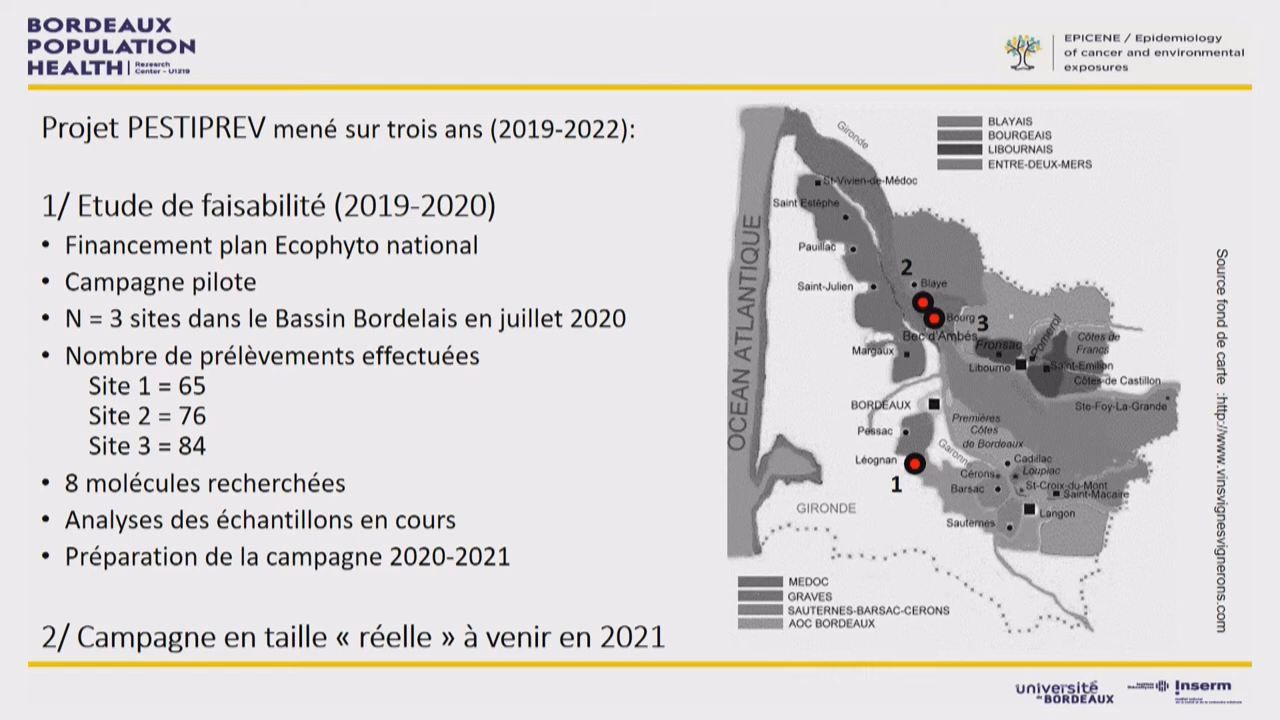 BORDEAUX
POPULATION
HEALTH Research
Center - U1219
EPICENE / Epidemiology
of cancer and environmental
exposures
Projet PESTIPREV mené sur trois ans (2019-2022):
1/ Etude de faisabilité (2019-2020)
• Financement plan Ecophyto national
• Campagne pilote
• N = 3 sites dans le Bassin Bordelais en juillet 2020
• Nombre de prélèvements effectuées
Site 1 = 65
Site 2 = 76
Site 3 = 84
• 8 molécules recherchées
• Analyses des échantillons en cours
• Préparation de la campagne 2020-2021
2/ Campagne en taille « réelle » à venir en 2021
BLAYAIS
BOURGEAIS
LIBOURNAIS
ENTRE-DEUX-MERS
Gironde
St-Vivien-de-Médoc
Saint Estèphe
Pauillac
Saint-Julien
2
Blaye
Bourg
3
Bec d'Ambés
Margaux
Fronsac
Pomerol
Côtes de
Francs
Libourne
Saint-Emilion
Côtes-de Castillon
Ste-Foy-La-Grande
OCEAN ATLANTIQUE
BORDEAUX
Premières
Côtes
de Bordeaux
Pessac
Garonne
Léognan
1
Cadillac
Loupiac
Cérons
St-Croix-du-Mont
Barsac
Saint-Macaire
Langon
Sauternes
GIRONDE
MEDOC
GRAVES
SAUTERNES-BARSAC-CERONS
AOC BORDEAUX
Source fond de carte :http://www.vinsvignesvignerons.com
université
de BORDEAUX
Inserm